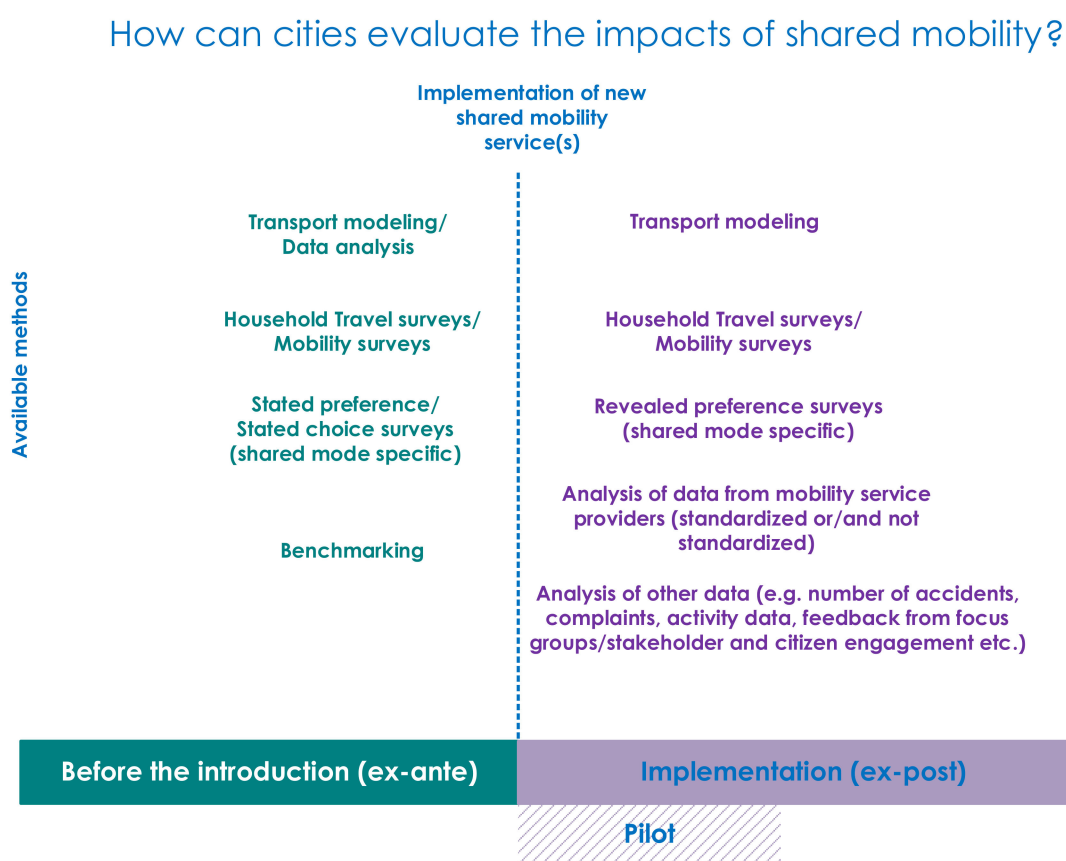 How can cities evaluate the impacts of shared mobility?
Implementation of new
shared mobility
service(s)
Available methods
Transport modeling/
Data analysis
Household Travel surveys/
Mobility surveys
Stated preference/
Stated choice surveys
(shared mode specific)
Benchmarking
Transport modeling
Household Travel surveys/
Mobility surveys
Revealed preference surveys
(shared mode specific)
Analysis of data from mobility service
providers (standardized or/and not
standardized)
Analysis of other data (e.g. number of accidents,
complaints, activity data, feedback from focus
groups/stakeholder and citizen engagement etc.)
Before the introduction (ex-ante)
Implementation (ex-post)
Pilot